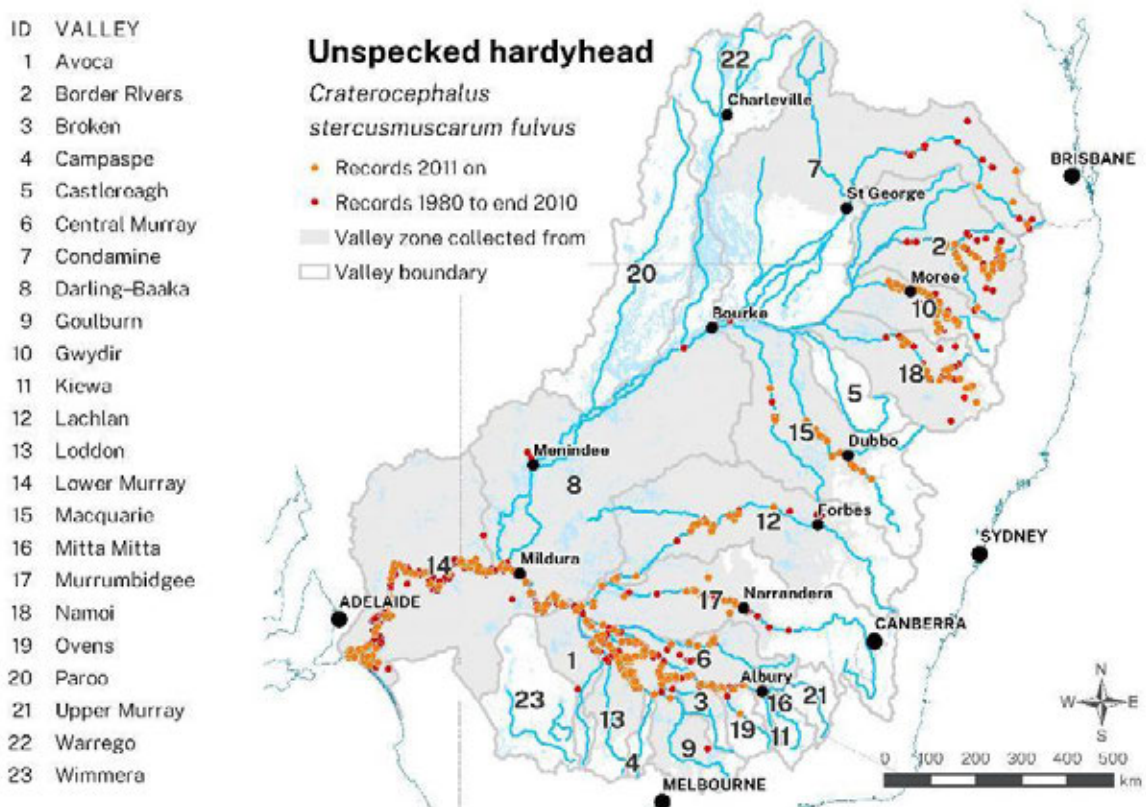 ID VALLEY
1 Avoca
2 Border RIvers
3 Broken
4 Campaspe
5 Castlereagh
6 Central Murray
7 Condamine
8 Darling–Baaka
9 Goulburn
10 Gwydir
11 Kiewa
12 Lachlan
13 Loddon
14 Lower Murray
15 Macquarie
16 Mitta Mitta
17 Murrumbidgee
18 Namoi
19 Ovens
20 Paroo
21 Upper Murray
22 Warrego
23 Wimmera
Unspecked hardyhead
Craterocephalus
stercusmuscarum fulvus
Records 2011 on
Records 1980 to end 2010
Valley zone collected from
Valley boundary
22
Charleville
BRISBANE
7
St George
2
20
Moree
10
Bourke
18
5
15
Dubbo
Menindee
8
12
Forbes
SYDNEY
14
Mildura
ADELAIDE
17
Narrandera
CANBERRA
1
6
Albury
23
3
16
21
13
19
11
9
4
MELBOURNE
N
W E
S
0 100 200 300 400 500
km